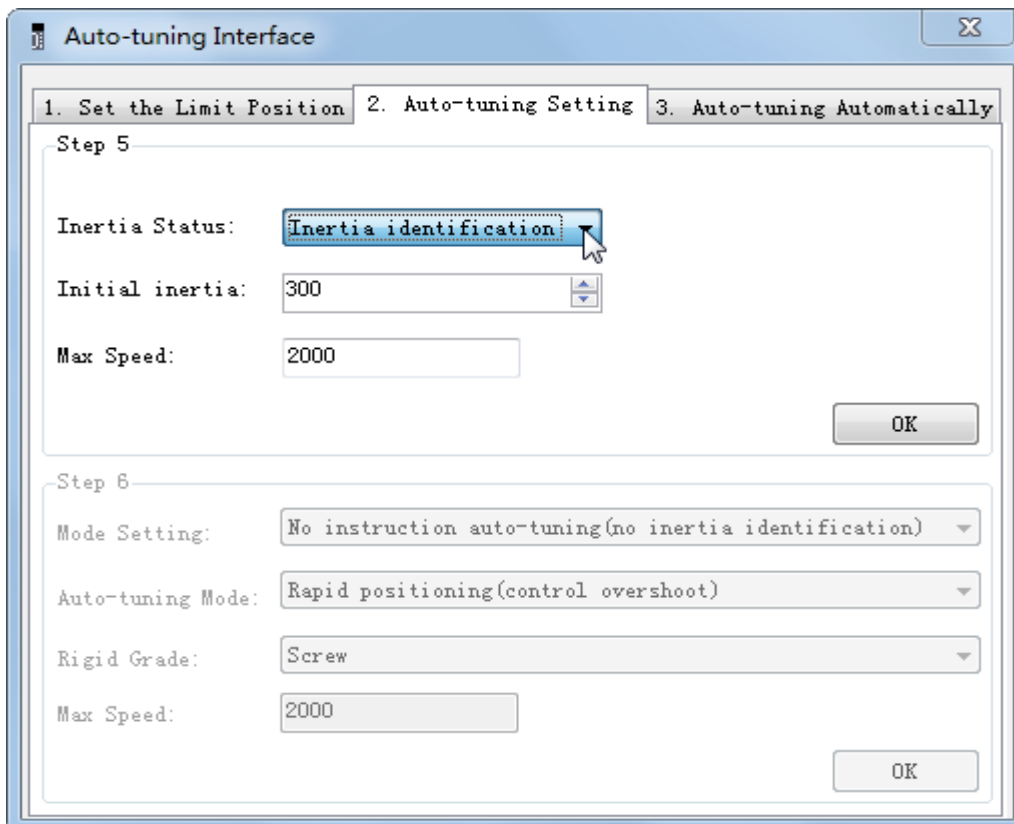 Auto-tuning Interface
1. Set the Limit Position 2. Auto-tuning Setting 3. Auto-tuning Automatically
Step 5
Inertia Status: Inertia identification
Initial inertia: 300
Max Speed: 2000
OK
Step 6
Mode Setting: No instruction auto-tuning(no inertia identification)
Auto-tuning Mode: Rapid positioning(control overshoot)
Rigid Grade: Screw
Max Speed: 2000
OK